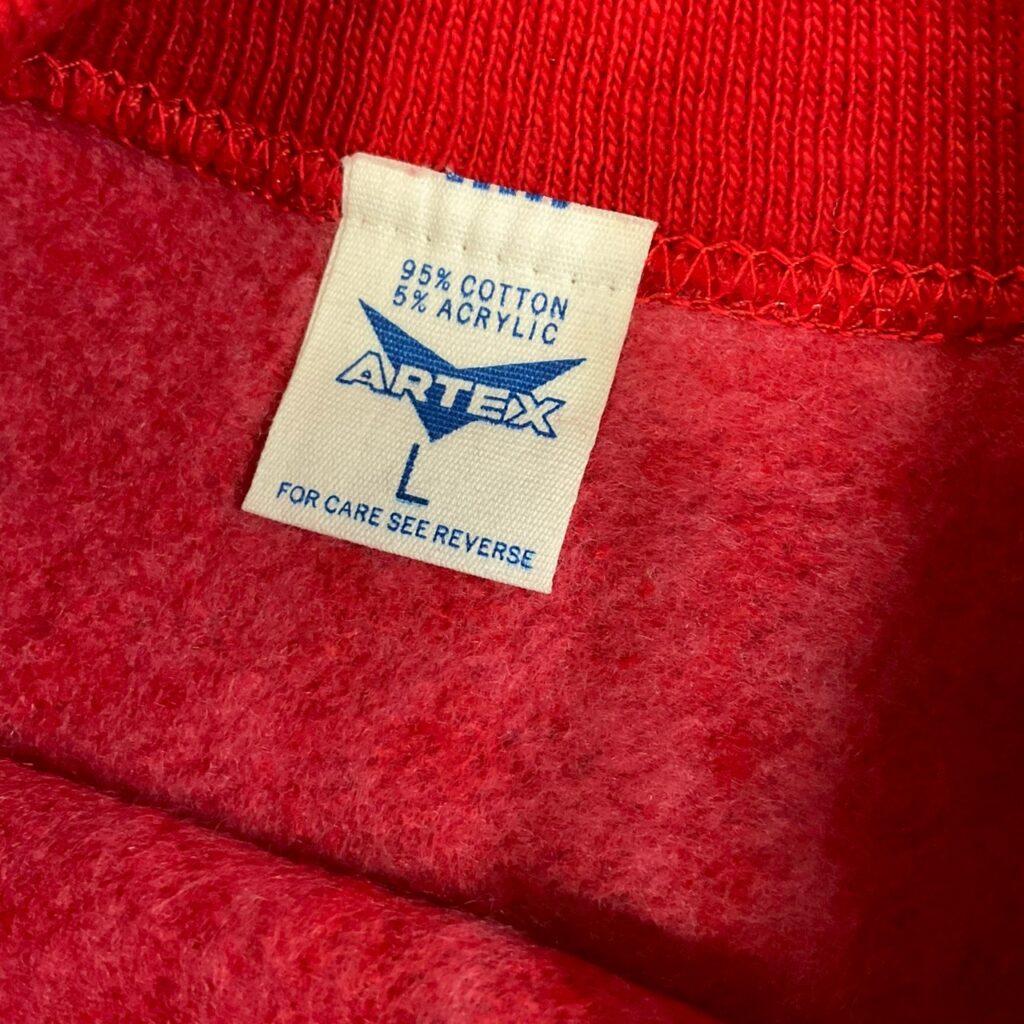 95% COTTON
5% ACRYLIC
ARTEX
L
FOR CARE SEE REVERSE